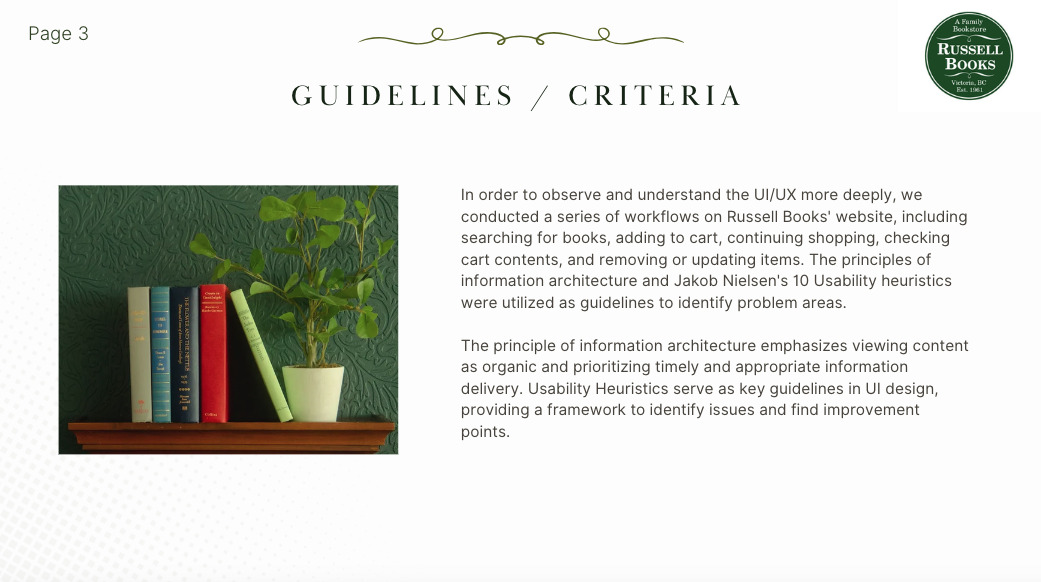 Page 3
A Family
Bookstore
RUSSELL
BOOKS
Victoria, BC
Est. 1961
GUIDELINES / CRITERIA
In order to observe and understand the UI/UX more deeply, we
conducted a series of workflows on Russell Books' website, including
searching for books, adding to cart, continuing shopping, checking
cart contents, and removing or updating items. The principles of
information architecture and Jakob Nielsen's 10 Usability heuristics
were utilized as guidelines to identify problem areas.
The principle of information architecture emphasizes viewing content
as organic and prioritizing timely and appropriate information
delivery. Usability Heuristics serve as key guidelines in UI design,
providing a framework to identify issues and find improvement
points.